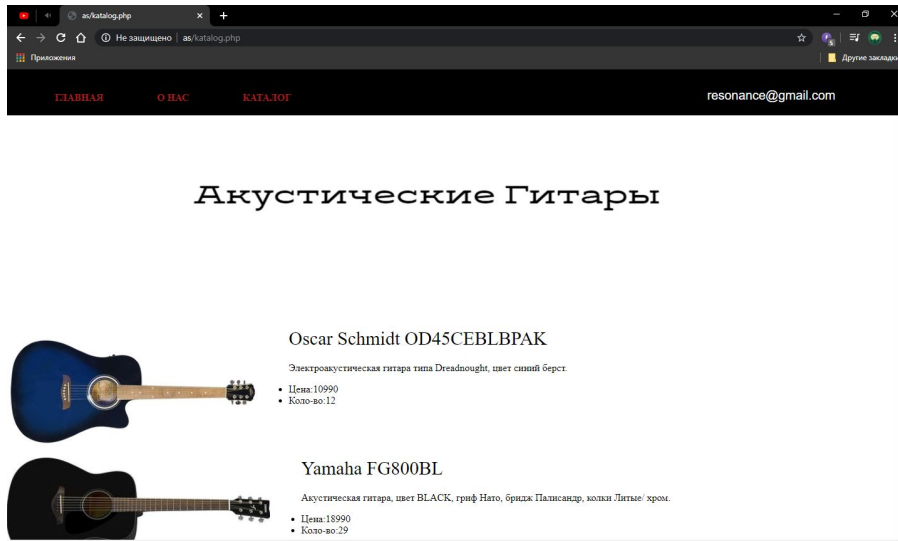 as/katalog.php
Не защищено | as/katalog.php
Приложения
Другие закладки
ГЛАВНАЯ О НАС КАТАЛОГ resonance@gmail.com
Акустические Гитары
Oscar Schmidt OD45CEBLBPAK
Электроакустическая гитара типа Dreadnought, цвет синий берст.
Цена:10990
Коло-во:12
Yamaha FG800BL
Акустическая гитара, цвет BLACK, гриф Нато, бридж Палисандр, колки Литые/ хром.
Цена:18990
Коло-во:29